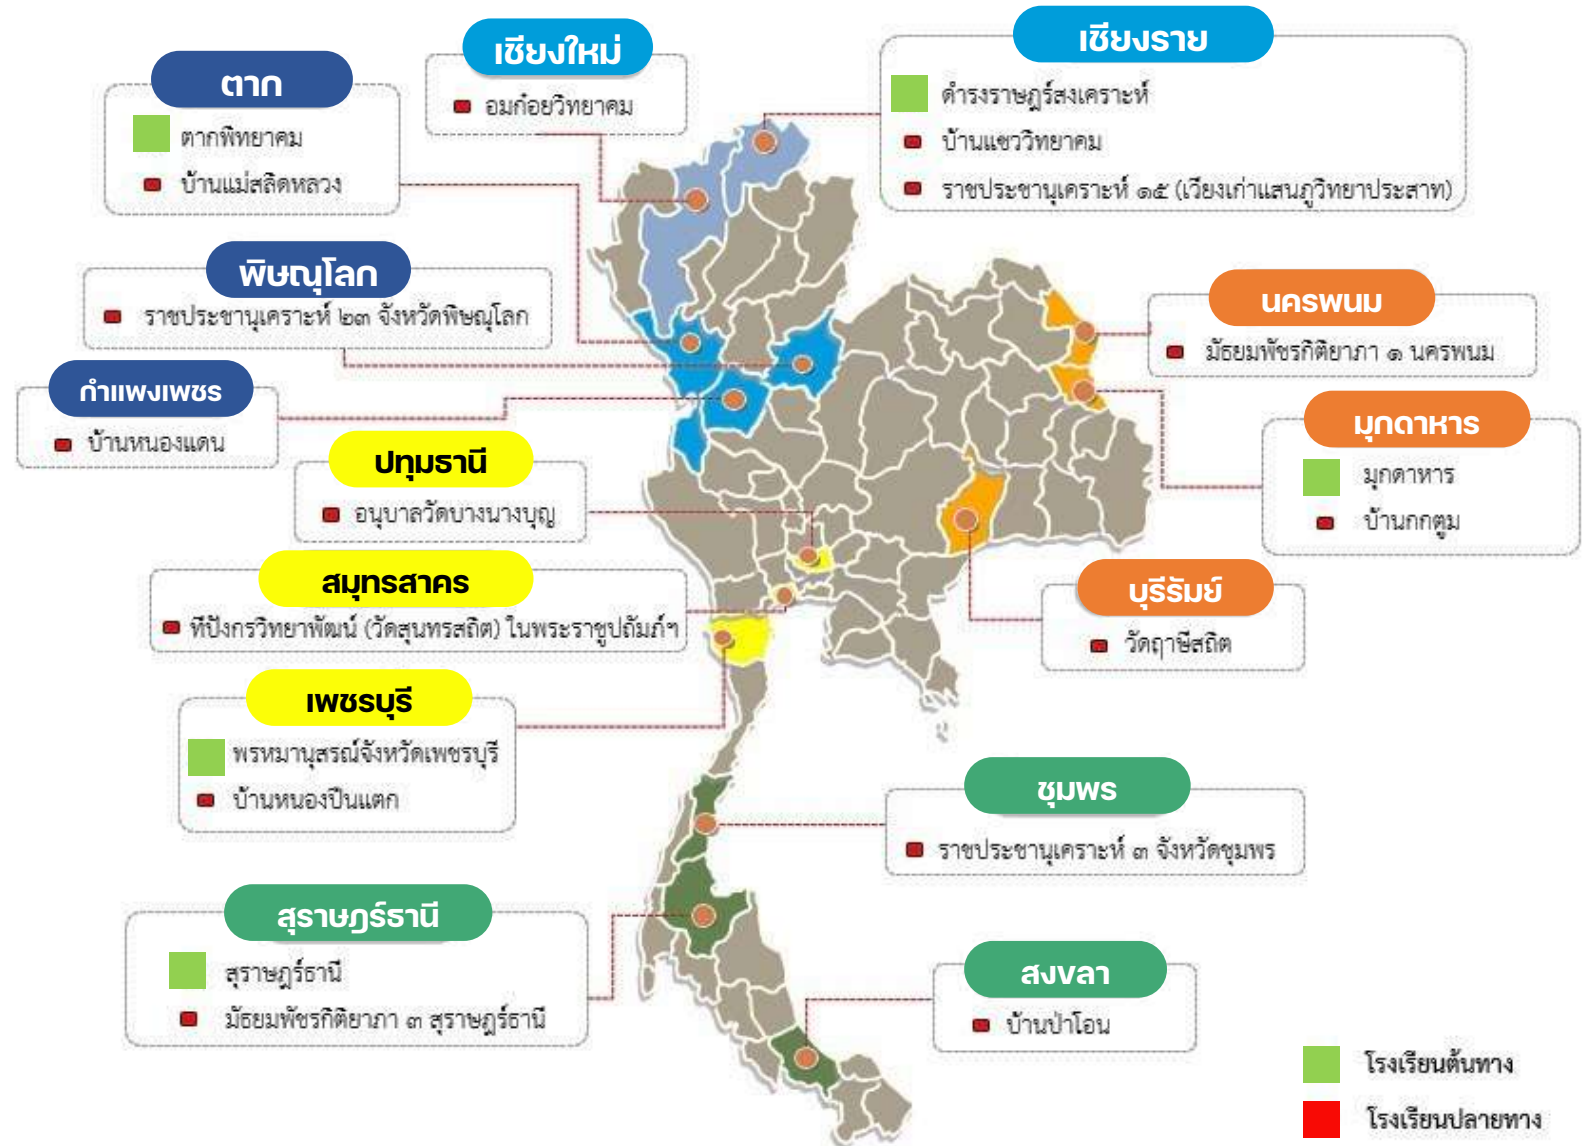 เชียงใหม่
อมก๋อยวิทยาคม
เชียงราย
ดำรงราษฎร์สงเคราะห์
บ้านแซววิทยาคม
ราชประชานุเคราะห์ ๑๕ (เวียงเก่าแสนภูวิทยาประสาท)
ตาก
ตากพิทยาคม
บ้านแม่สลิดหลวง
พิษณุโลก
ราชประชานุเคราะห์ ๒๓ จังหวัดพิษณุโลก
นครพนม
มัธยมพัชรกิติยาภา ๑ นครพนม
กำแพงเพชร
บ้านหนองแดน
มุกดาหาร
มุกดาหาร
บ้านกกตูม
ปทุมธานี
อนุบาลวัดบางนางบุญ
สมุทรสาคร
ทีปังกรวิทยาพัฒน์ (วัดสุนทรสถิต) ในพระราชูปถัมภ์ฯ
บุรีรัมย์
วัดฤาษีสถิต
เพชรบุรี
พรหมานุสรณ์จังหวัดเพชรบุรี
บ้านหนองปืนแตก
ชุมพร
ราชประชานุเคราะห์ ๓ จังหวัดชุมพร
สุราษฎร์ธานี
สุราษฎร์ธานี
มัธยมพัชรกิติยาภา ๓ สุราษฎร์ธานี
สงขลา
บ้านป่าโอน
โรงเรียนต้นทาง
โรงเรียนปลายทาง